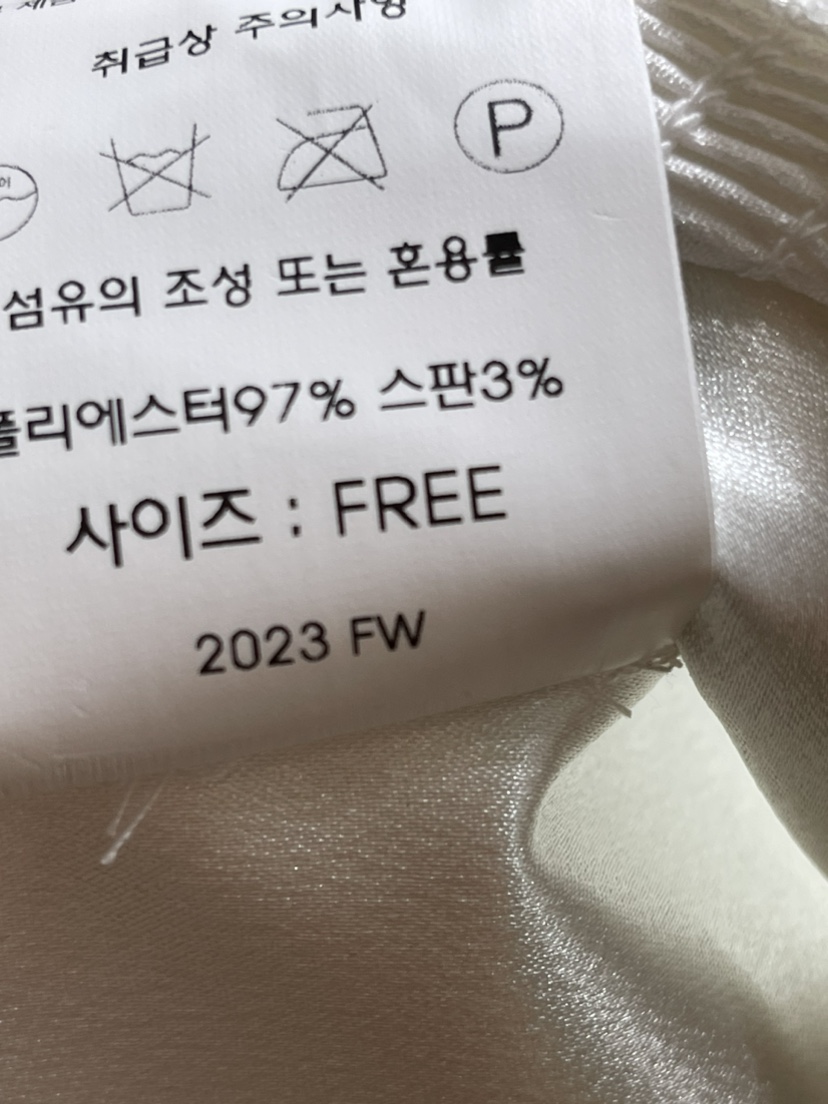 취급상 주의사항
P
섬유의 조성 또는 혼용률
폴리에스터97% 스판3%
사이즈 : FREE
2023 FW